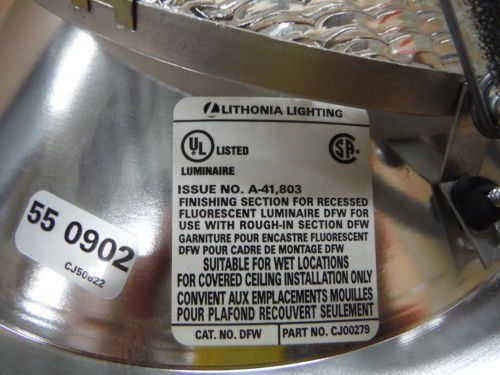 LITHONIA LIGHTING
UL LISTED
LUMINAIRE
SA
ISSUE NO. A-41,803
FINISHING SECTION FOR RECESSED
FLUORESCENT LUMINAIRE DFW FOR
USE WITH ROUGH-IN SECTION DFW
GARNITURE POUR ENCASTRE FLUORESCENT
DFW POUR CADRE DE MONTAGE DFW
SUITABLE FOR WET LOCATIONS
FOR COVERED CEILING INSTALLATION ONLY
CONVIENT AUX EMPLACEMENTS MOUILLES
POUR PLAFOND RECOUVERT SEULEMENT
CAT. NO. DFW PART NO. CJ00279
55 0902
CJ50622